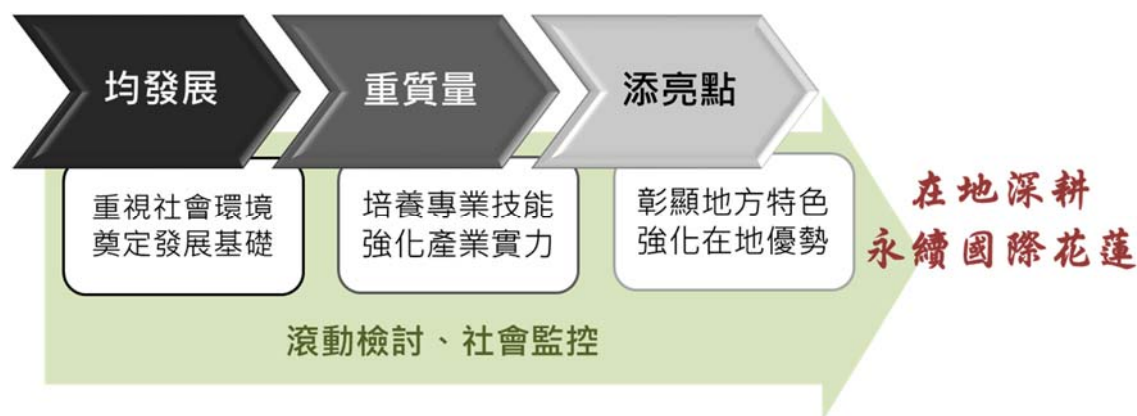 均發展
重質量
添亮點
重視社會環境
奠定發展基礎
培養專業技能
強化產業實力
彰顯地方特色
強化在地優勢
在地深耕
永續國際花蓮
滾動檢討、社會監控